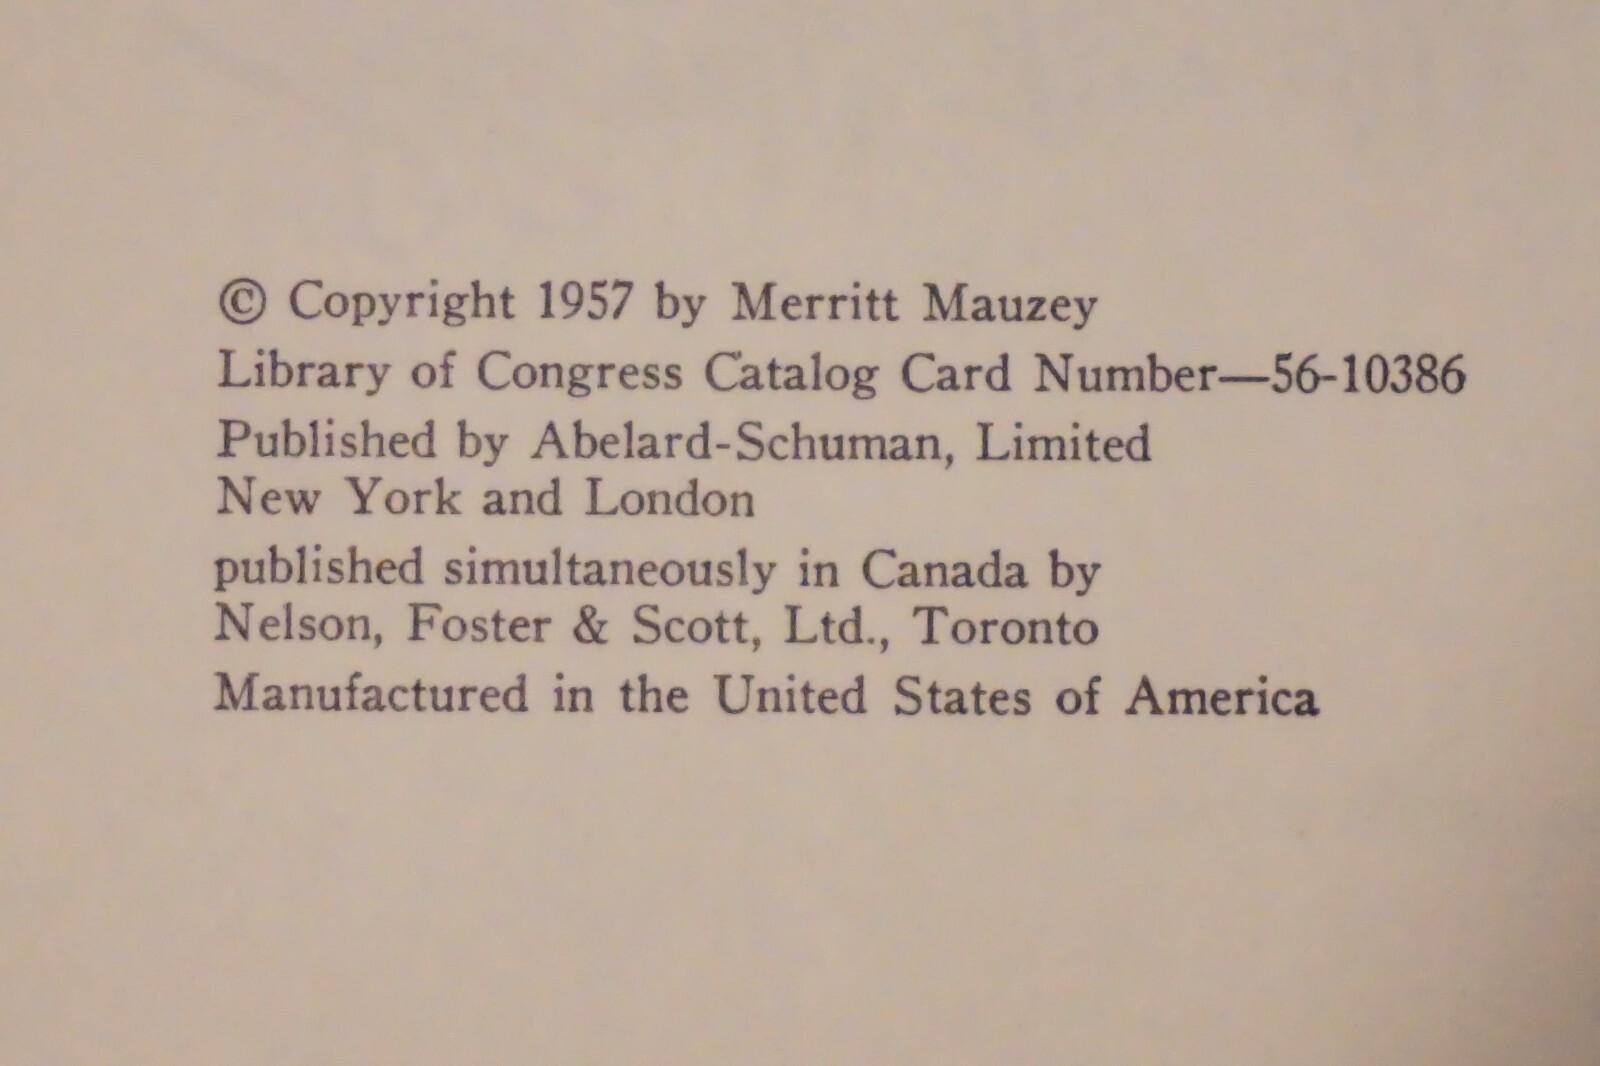 © Copyright 1957 by Merritt Mauzey
Library of Congress Catalog Card Number—56-10386
Published by Abelard-Schuman, Limited
New York and London
published simultaneously in Canada by
Nelson, Foster & Scott, Ltd., Toronto
Manufactured in the United States of America